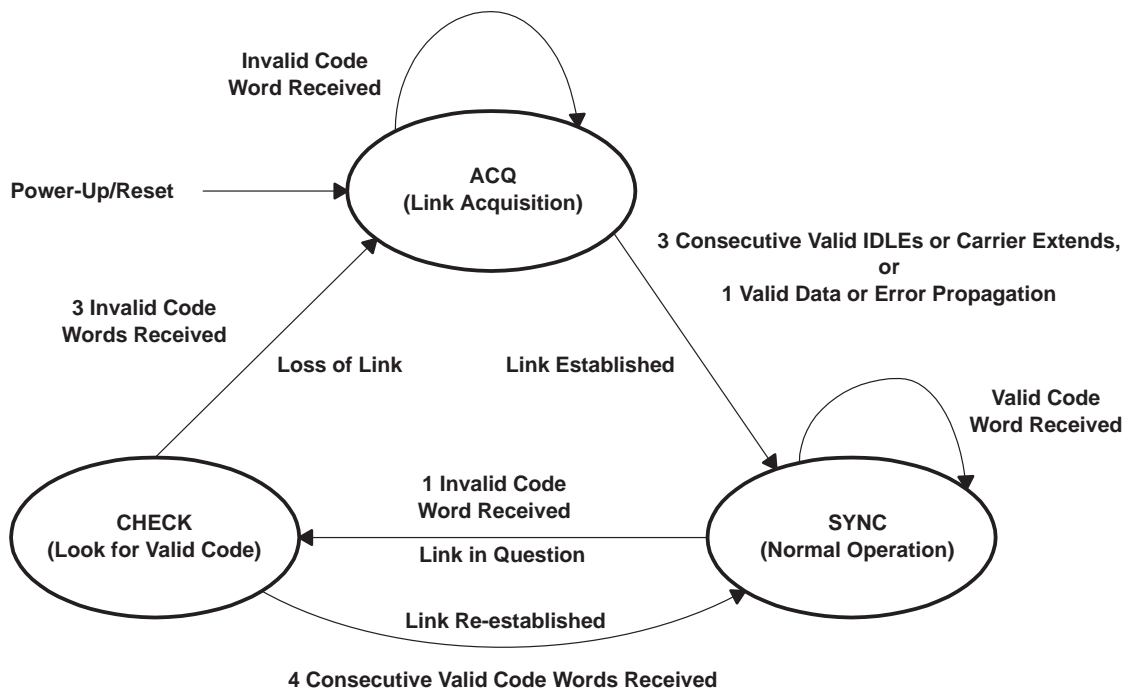 Invalid Code
Word Received
ACQ
(Link Acquisition)
Power-Up/Reset
3 Consecutive Valid IDLEs or Carrier Extends,
or
1 Valid Data or Error Propagation
3 Invalid Code
Words Received
Loss of Link
Link Established
Valid Code
Word Received
1 Invalid Code
Word Received
CHECK
(Look for Valid Code)
SYNC
(Normal Operation)
Link in Question
Link Re-established
4 Consecutive Valid Code Words Received